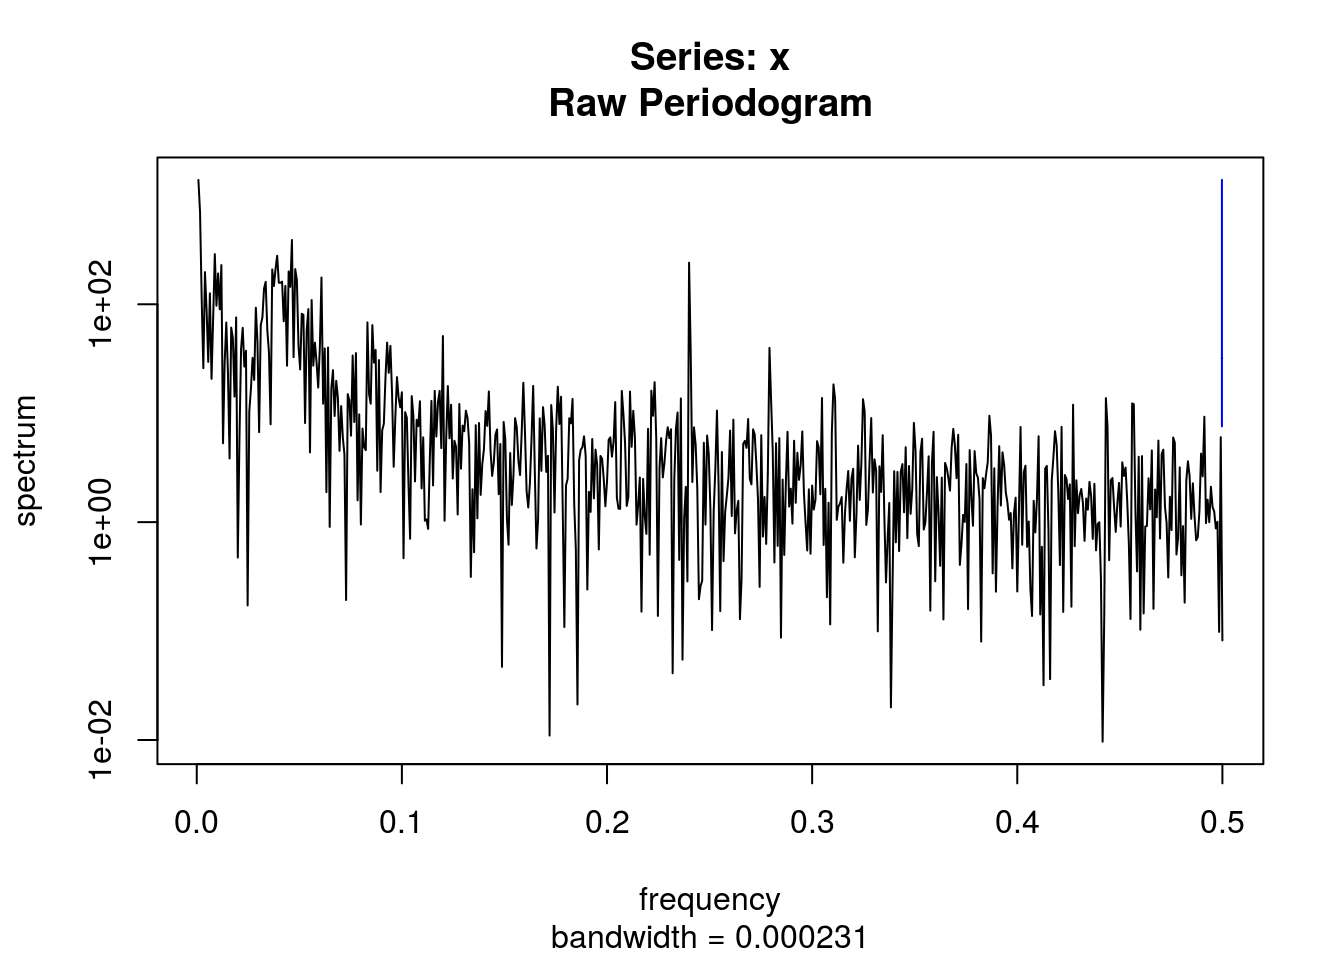 Series: x
Raw Periodogram
spectrum
1e+02
1e+00
1e-02
0.0 0.1 0.2 0.3 0.4 0.5
frequency
bandwidth = 0.000231